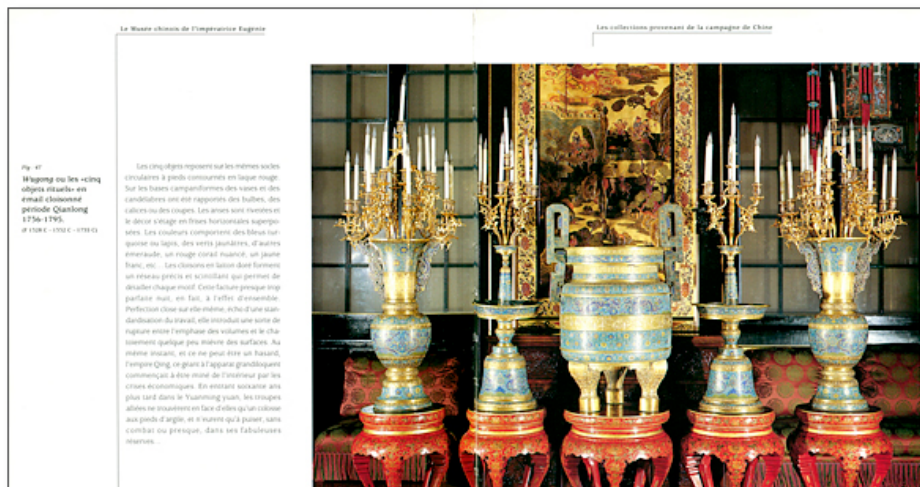 Le Musée chinois de l'impératrice Eugénie
Les collections provenant de la campagne de Chine
Fig. 47
Wugong ou les «cinq
objets rituels» en
émail cloisonné
période Qianlong
1736-1795.
(F 1528 C - 1552 C - 1755 C)
Les cinq objets reposent sur les mêmes socles
circulaires à pieds contournés en laque rouge.
Sur les bases campaniformes des vases et des
candélabres ont été rapportés des bulbes, des
calices ou des coupes. Les anses sont rivetées et
le décor s'étage en frises horizontales superpo-
sées. Les couleurs comportent des bleus tur-
quoise ou lapis, des verts jaunâtres, d'autres
émeraude, un rouge corail nuancé, un jaune
franc, etc... Les cloisons en laiton doré forment
un réseau précis et scintillant qui permet de
détailler chaque motif. Cette facture presque trop
parfaite nuit, en fait, à l'effet d'ensemble.
Perfection close sur elle-même, écho d'une stan-
dardisation du travail, elle introduit une sorte de
rupture entre l'emphase des volumes et le cha-
toiement quelque peu mièvre des surfaces. Au
même instant, et ce ne peut être un hasard,
l'empire Qing, ce géant à l'apparat grandiloquent
commençait à être miné de l'intérieur par les
crises économiques. En entrant soixante ans
plus tard dans le Yuanming yuan, les troupes
alliées ne trouvèrent en face d'elles qu'un colosse
aux pieds d'argile, et n'eurent qu'à puiser, sans
combat ou presque, dans ses fabuleuses
réserves...